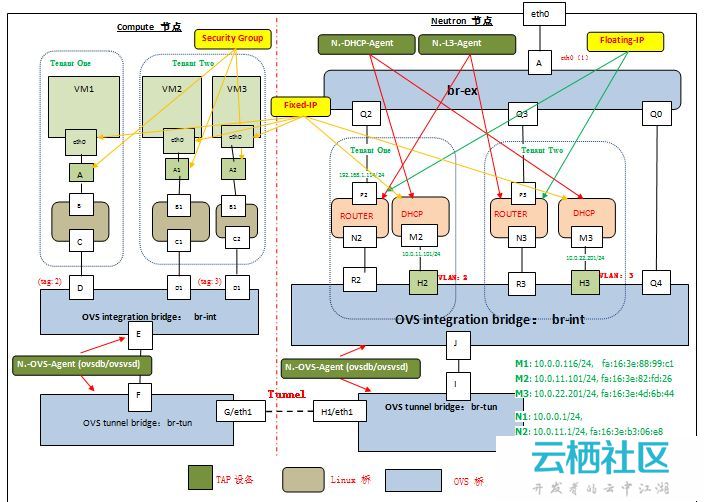 Compute 节点
Neutron 节点
eth0
Security Group
N.-DHCP-Agent
N.-L3-Agent
Floating-IP
A
eth0 (1)
Tenant One
Tenant Two
VM1
VM2
VM3
br-ex
Fixed-IP
Q2
Q3
Q0
eth0
eth0
eth0
Tenant One
Tenant Two
A
A1
A2
192.168.1.114/24
P2
P3
B
B1
B1
ROUTER
DHCP
ROUTER
DHCP
C
C1
C2
N2
M2
N3
M3
10.0.11.101/24
10.0.22.201/24
(tag: 2)
D
(tag: 3)
D1
D1
R2
H2
VLAN: 2
R3
H3
VLAN: 3
Q4
OVS integration bridge: br-int
OVS integration bridge: br-int
E
J
N.-OVS-Agent (ovsdb/ovsvsd)
N.-OVS-Agent (ovsdb/ovsvsd)
M1: 10.0.0.116/24, fa:16:3e:88:99:c1
M2: 10.0.11.101/24, fa:16:3e:82:fd:26
M3: 10.0.22.201/24, fa:16:3e:4d:6b:44
N1: 10.0.0.1/24,
N2: 10.0.11.1/24, fa:16:3e:b3:06:e8
F
I
Tunnel
G/eth1
H1/eth1
OVS tunnel bridge: br-tun
OVS tunnel bridge: br-tun
TAP 设备
Linux 桥
OVS 桥
云栖社区
开发者的云中江湖